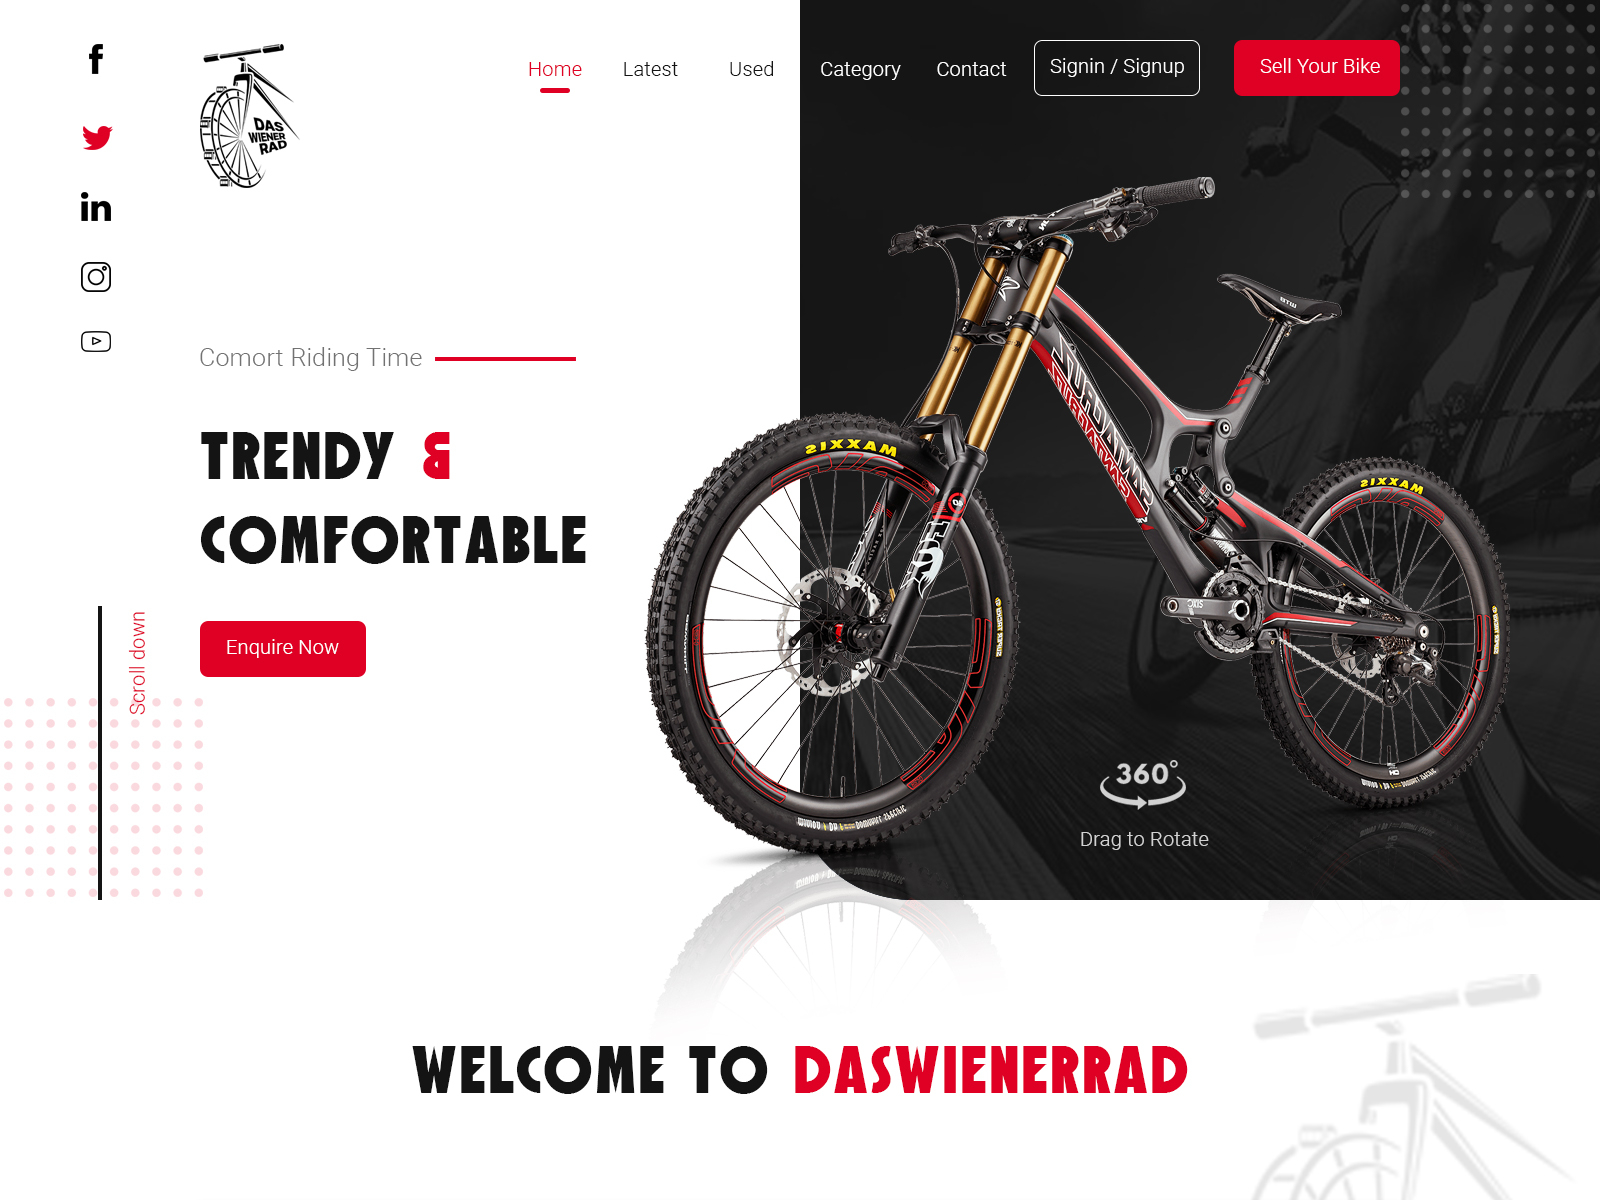 Home Latest Used Category Contact Signin / Signup Sell Your Bike
DAS
WIENER
RAD
Comort Riding Time
TRENDY &
COMFORTABLE
Enquire Now
Scroll down
MAXXIS
MAXXIS
360°
Drag to Rotate
WELCOME TO DASWIENERRAD